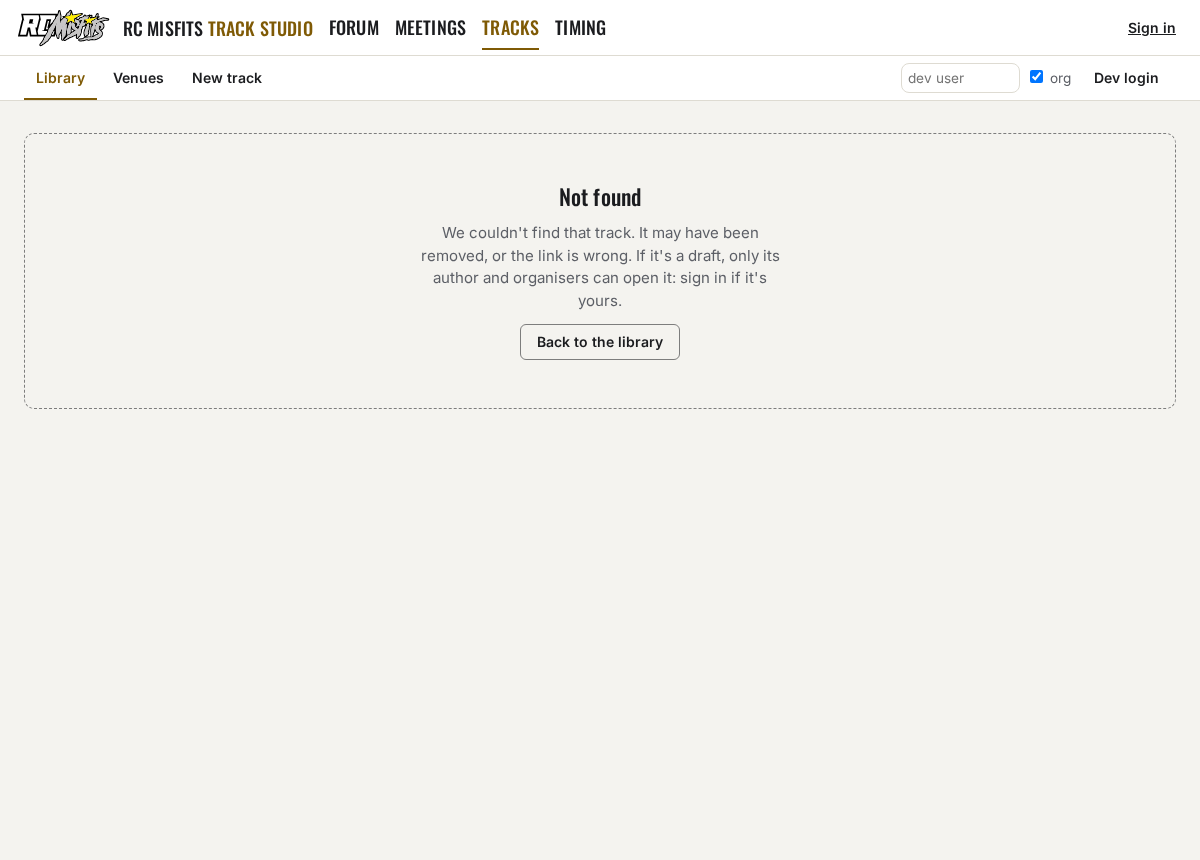 RC MISFITS
RC MISFITS TRACK STUDIO FORUM MEETINGS TRACKS TIMING Sign in
Library Venues New track dev user org Dev login
Not found
We couldn't find that track. It may have been
removed, or the link is wrong. If it's a draft, only its
author and organisers can open it: sign in if it's
yours.
Back to the library